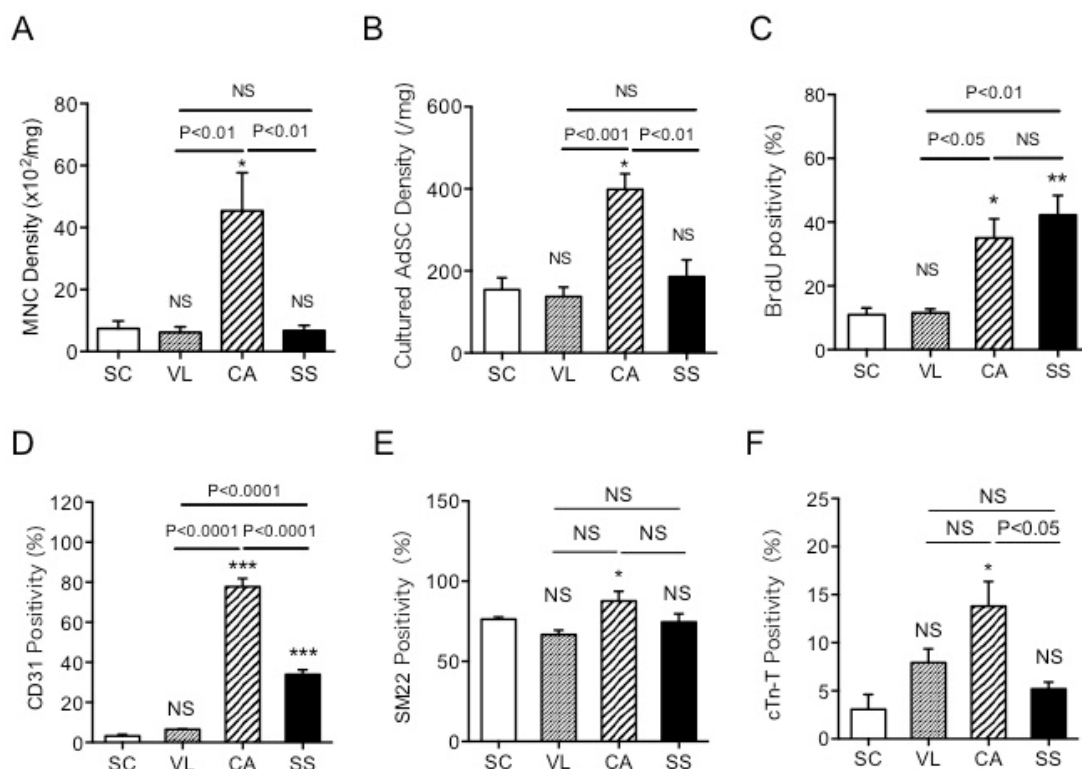 A
MNC Density (x10²/mg)
80
60
40
20
0
NS
P<0.01 P<0.01
*
NS
NS
SC VL CA SS
B
Cultured AdSC Density (/mg)
600
400
200
0
NS
P<0.001 P<0.01
*
NS
NS
SC VL CA SS
C
BrdU positivity (%)
80
60
40
20
0
P<0.01
P<0.05 NS
**
*
NS
SC VL CA SS
D
CD31 Positivity (%)
120
100
80
60
40
20
0
P<0.0001
P<0.0001 P<0.0001
***
***
NS
SC VL CA SS
E
SM22 Positivity (%)
150
100
50
0
NS
NS NS
*
NS NS
SC VL CA SS
F
cTn-T Positivity (%)
25
20
15
10
5
0
NS
NS P<0.05
*
NS
NS
SC VL CA SS